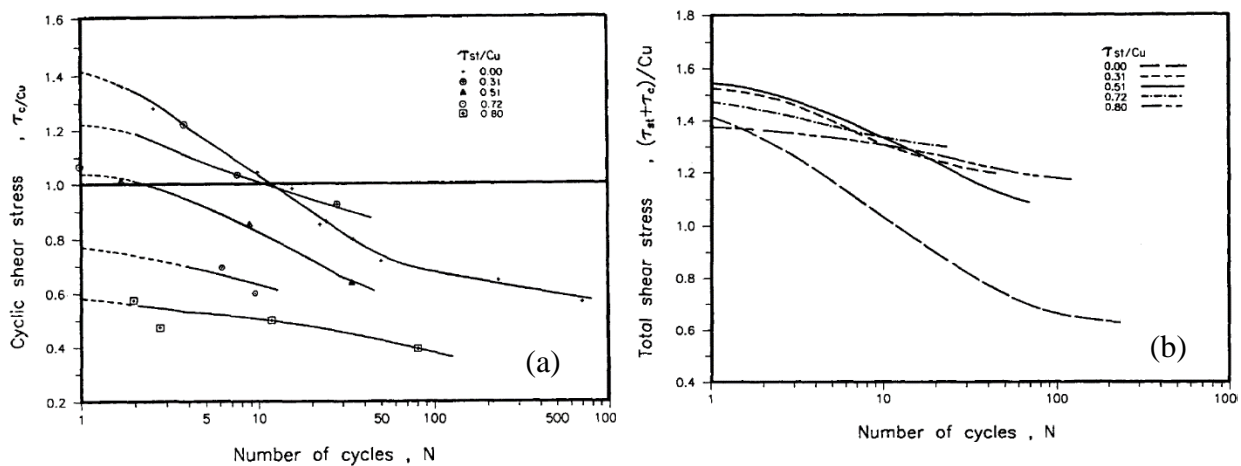 1.6
1.4
1.2
1.0
0.8
0.6
0.4
0.2
Cyclic shear stress , τc/Cu
τst/Cu
0.00
0.31
0.51
0.72
0.80
(a)
1 5 10 50 100 500 100
Number of cycles , N
1.8
1.6
1.4
1.2
1.0
0.8
0.6
0.4
Total shear stress , (τst+τc)/Cu
τst/Cu
0.00
0.31
0.51
0.72
0.80
(b)
1 10 100 100
Number of cycles , N